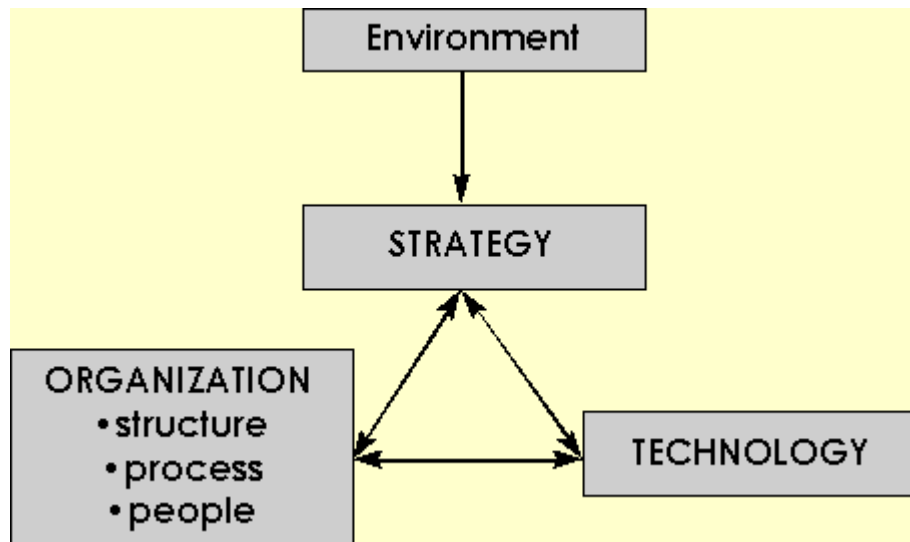 Environment
STRATEGY
ORGANIZATION
•structure
•process
•people
TECHNOLOGY